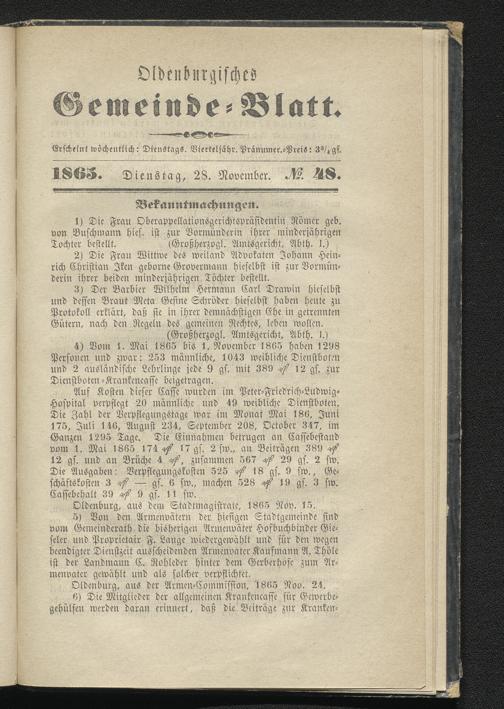 Oldenburgisches
Gemeinde-Blatt.
Erscheint wöchentlich: Dienstags. Vierteljähr. Pränumer.-Preis: 3¾ gs.
1865. Dienstag, 28. November. №. 48.
Bekanntmachungen.
1) Die Frau Oberappellationsgerichtspräsidentin Römer geb.
von Buschmann hies. ist zur Vormünderin ihrer minderjährigen
Tochter bestellt. (Großherzogl. Amtsgericht, Abth. I.)
2) Die Frau Wittwe des weiland Advokaten Johann Hein-
rich Christian Iken geborne Grovermann hieselbst ist zur Vormün-
derin ihrer beiden minderjährigen Töchter bestellt.
3) Der Barbier Wilhelm Hermann Carl Drawin hieselbst
und dessen Braut Meta Gesine Schröder hieselbst haben heute zu
Protokoll erklärt, daß sie in ihrer demnächstigen Ehe in getrennten
Gütern, nach den Regeln des gemeinen Rechtes, leben wollen.
(Großherzogl. Amtsgericht, Abth. I.)
4) Vom 1. Mai 1865 bis 1. November 1865 haben 1298
Personen und zwar: 253 männliche, 1043 weibliche Dienstboten
und 2 ausländische Lehrlinge jede 9 gs. mit 389 ₰ 12 gs. zur
Dienstboten-Krankencasse beigetragen.
Auf Kosten dieser Casse wurden im Peter-Friedrich-Ludwig-
Hospital verpflegt 20 männliche und 49 weibliche Dienstboten.
Die Zahl der Verpflegungstage war im Monat Mai 186, Juni
175, Juli 146, August 234, September 208, October 347, im
Ganzen 1295 Tage. Die Einnahmen betrugen an Cassebestand
vom 1. Mai 1865 174 ₰ 17 gs. 2 sw., an Beiträgen 389 ₰
12 gs. und an Brüche 4 ₰, zusammen 567 ₰ 29 gs. 2 sw.
Die Ausgaben: Verpflegungskosten 525 ₰ 18 gs. 9 sw., Ge-
schäftskosten 3 ₰ — gs. 6 sw., machen 528 ₰ 19 gs. 3 sw.
Cassebehalt 39 ₰ 9 gs. 11 sw.
Oldenburg, aus dem Stadtmagistrate, 1865 Nov. 15.
5) Von den Armenvätern der hiesigen Stadtgemeinde sind
vom Gemeinderath die bisherigen Armenväter Hofbuchbinder Gis-
seler und Proprietair F. Lauge wiedergewählt und für den wegen
beendigter Dienstzeit ausscheidenden Armenvater Kaufmann A. Thöle
ist der Landmann C. Rohleder hinter dem Gerberhofe zum Ar-
menvater gewählt und als solcher verpflichtet.
Oldenburg, aus der Armen-Commission, 1865 Nov. 24.
6) Die Mitglieder der allgemeinen Krankencasse für Gewerbs-
gehülfen werden daran erinnert, daß die Beiträge zur Kranken-